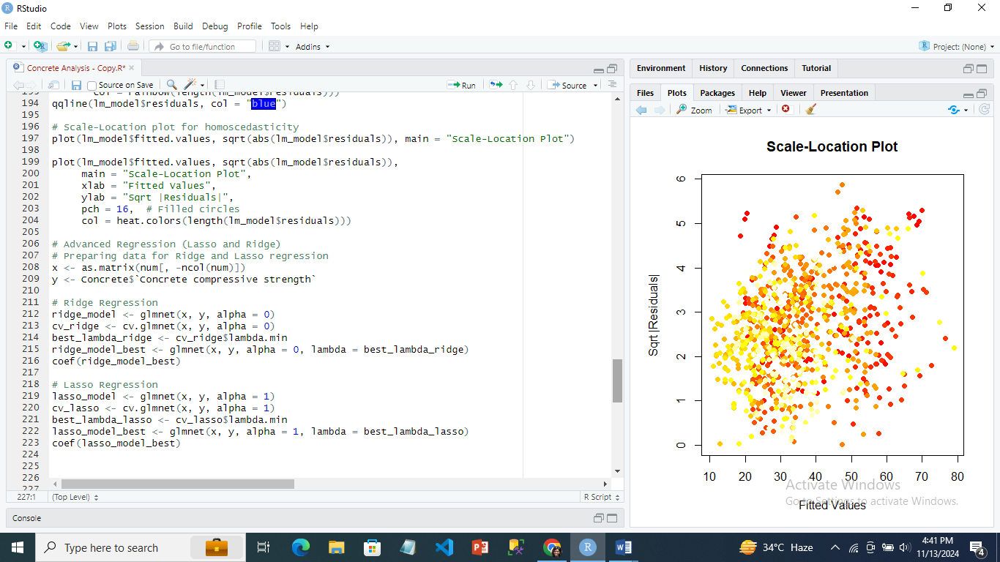 RStudio
File Edit Code View Plots Session Build Debug Profile Tools Help
Go to file/function Addins Project: (None)
Concrete Analysis - Copy.R*
Source on Save Run Source
193 col = rainbow(length(lm_model$residuals)))
194 qqline(lm_model$residuals, col = "blue")
195
196 # Scale-Location plot for homoscedasticity
197 plot(lm_model$fitted.values, sqrt(abs(lm_model$residuals)), main = "Scale-Location Plot")
198
199 plot(lm_model$fitted.values, sqrt(abs(lm_model$residuals)),
200 main = "Scale-Location Plot",
201 xlab = "Fitted Values",
202 ylab = "Sqrt |Residuals|",
203 pch = 16, # Filled circles
204 col = heat.colors(length(lm_model$residuals)))
205
206 # Advanced Regression (Lasso and Ridge)
207 # Preparing data for Ridge and Lasso regression
208 x <- as.matrix(num[, -ncol(num)])
209 y <- Concrete$`Concrete compressive strength`
210
211 # Ridge Regression
212 ridge_model <- glmnet(x, y, alpha = 0)
213 cv_ridge <- cv.glmnet(x, y, alpha = 0)
214 best_lambda_ridge <- cv_ridge$lambda.min
215 ridge_model_best <- glmnet(x, y, alpha = 0, lambda = best_lambda_ridge)
216 coef(ridge_model_best)
217
218 # Lasso Regression
219 lasso_model <- glmnet(x, y, alpha = 1)
220 cv_lasso <- cv.glmnet(x, y, alpha = 1)
221 best_lambda_lasso <- cv_lasso$lambda.min
222 lasso_model_best <- glmnet(x, y, alpha = 1, lambda = best_lambda_lasso)
223 coef(lasso_model_best)
224
225
226
227
227:1 (Top Level) R Script
Console
Environment History Connections Tutorial
Files Plots Packages Help Viewer Presentation
Zoom Export
Scale-Location Plot
Sqrt |Residuals|
6
5
4
3
2
1
0
10 20 30 40 50 60 70 80
Fitted Values
Activate Windows
Go to Settings to activate Windows.
Type here to search
34°C Haze
4:41 PM
11/13/2024
4